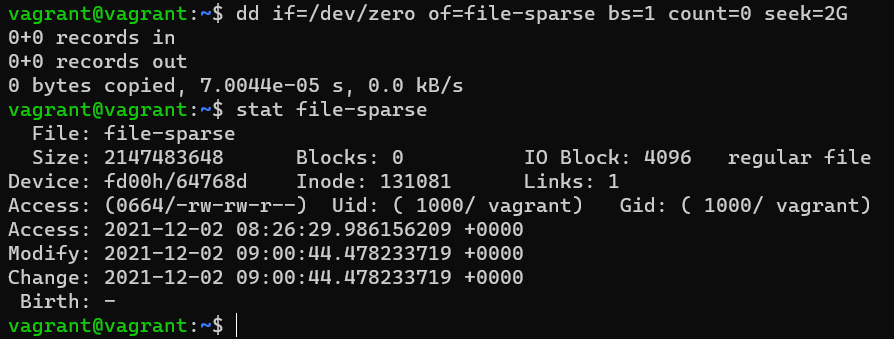 vagrant@vagrant:~$ dd if=/dev/zero of=file-sparse bs=1 count=0 seek=2G
0+0 records in
0+0 records out
0 bytes copied, 7.0044e-05 s, 0.0 kB/s
vagrant@vagrant:~$ stat file-sparse
  File: file-sparse
  Size: 2147483648      Blocks: 0          IO Block: 4096   regular file
Device: fd00h/64768d    Inode: 131081      Links: 1
Access: (0664/-rw-rw-r--)  Uid: ( 1000/ vagrant)   Gid: ( 1000/ vagrant)
Access: 2021-12-02 08:26:29.986156209 +0000
Modify: 2021-12-02 09:00:44.478233719 +0000
Change: 2021-12-02 09:00:44.478233719 +0000
 Birth: -
vagrant@vagrant:~$